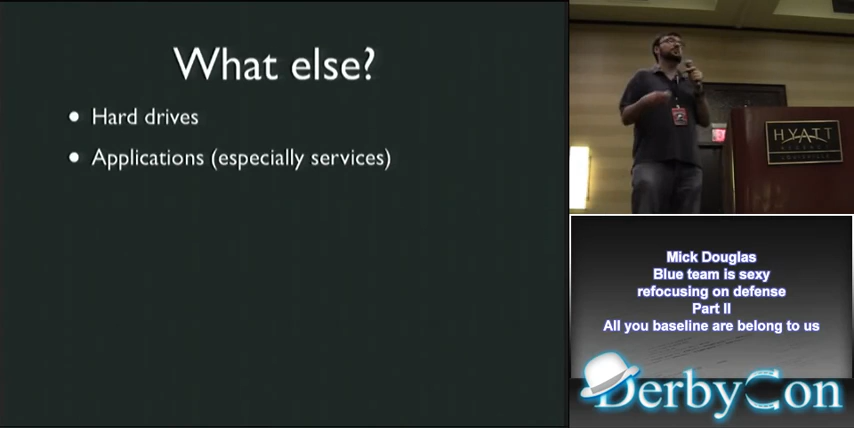 What else?
Hard drives
Applications (especially services)
HYATT
Mick Douglas
Blue team is sexy
refocusing on defense
Part II
All you baseline are belong to us
DerbyCon